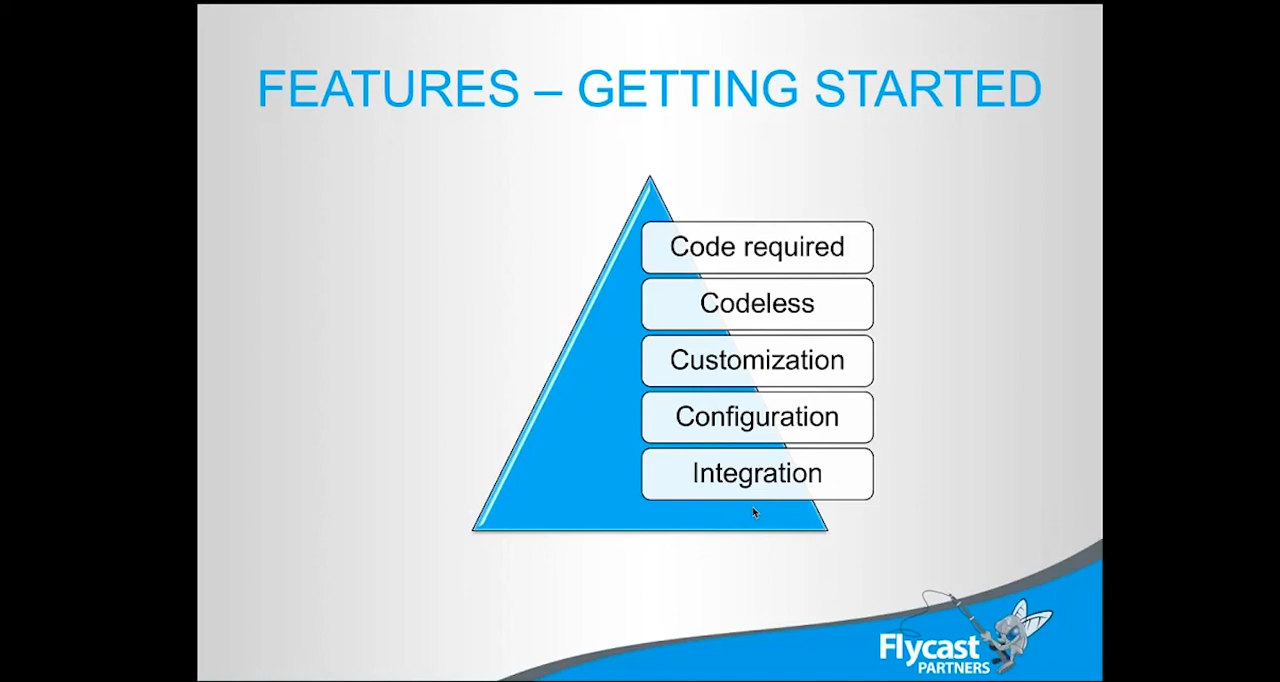 FEATURES – GETTING STARTED
Code required
Codeless
Customization
Configuration
Integration
Flycast
PARTNERS